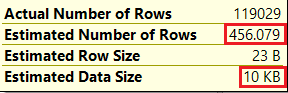 Actual Number of Rows 119029
Estimated Number of Rows 456.079
Estimated Row Size 23 B
Estimated Data Size 10 KB